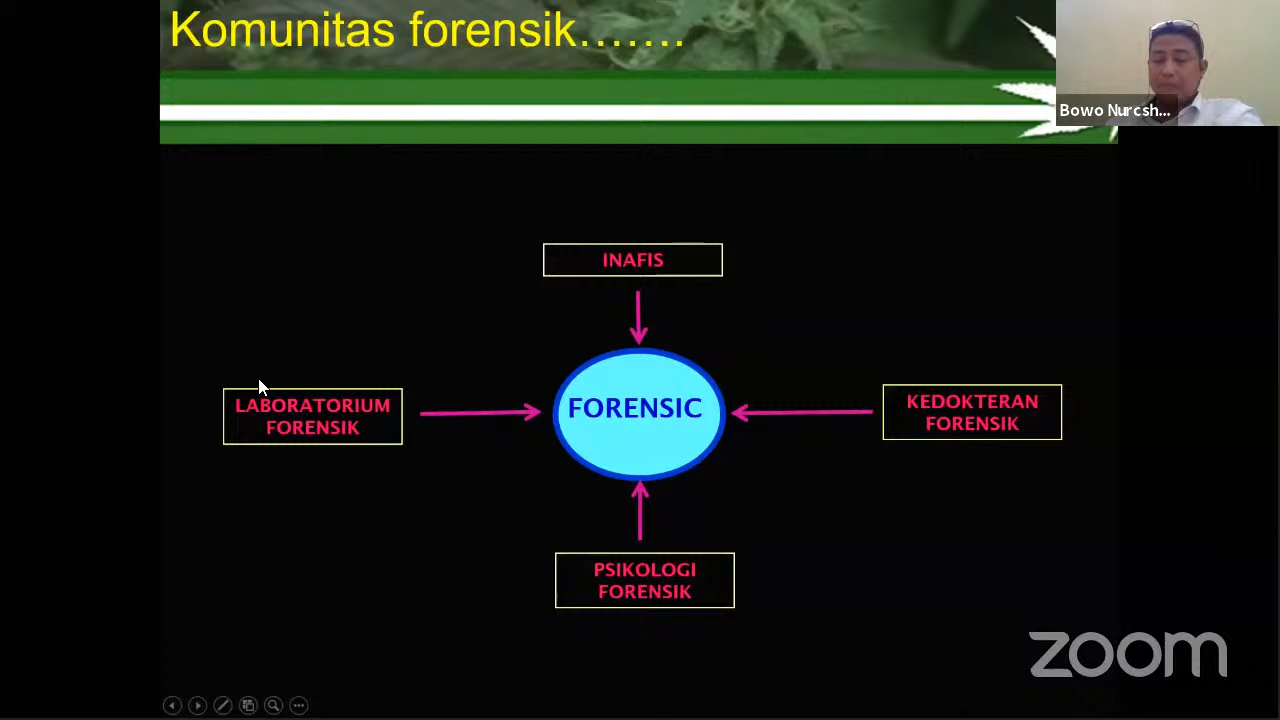 Komunitas forensik.......
Bowo Nurcsh...
INAFIS
LABORATORIUM
FORENSIK
FORENSIC
KEDOKTERAN
FORENSIK
PSIKOLOGI
FORENSIK
zoom